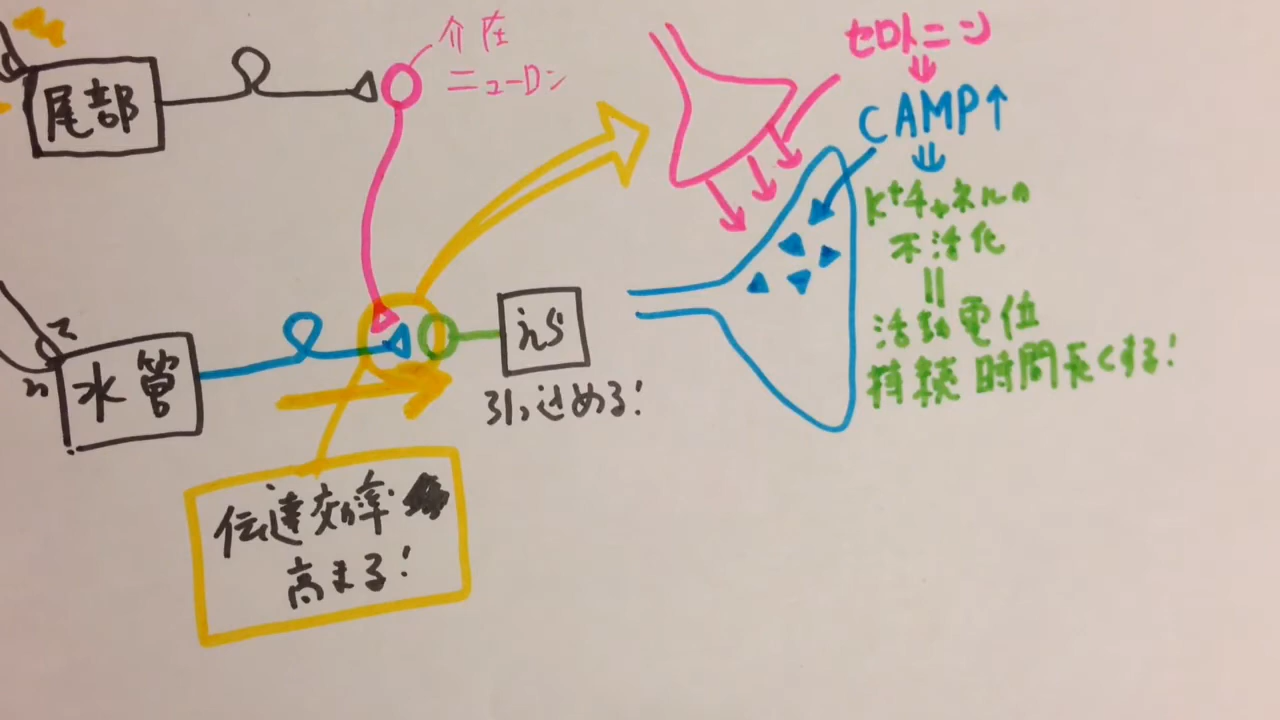 介在
ニューロン
尾部
セロトニン
CAMP↑
K⁺チャネルの
不活化
活動電位
持続時間長くする!
水管
引っ込める!
伝達効率
高まる!